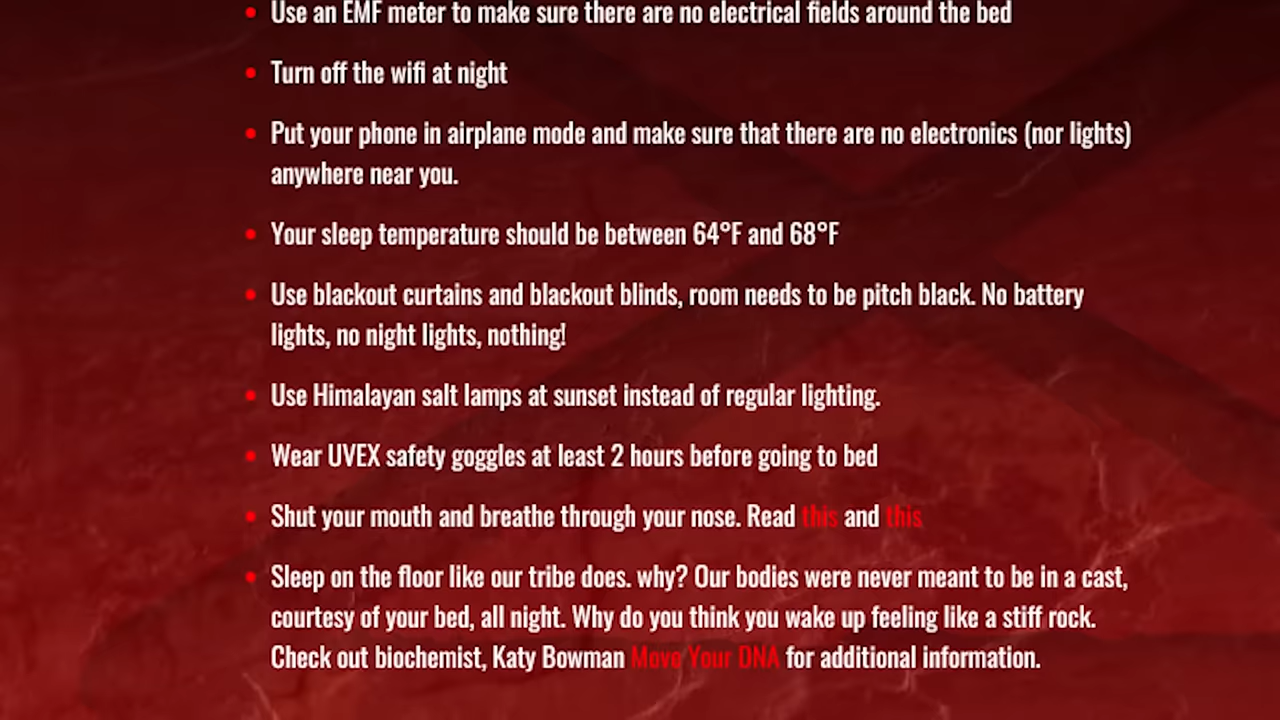 • Use an EMF meter to make sure there are no electrical fields around the bed
• Turn off the wifi at night
• Put your phone in airplane mode and make sure that there are no electronics (nor lights)
anywhere near you.
• Your sleep temperature should be between 64°F and 68°F
• Use blackout curtains and blackout blinds, room needs to be pitch black. No battery
lights, no night lights, nothing!
• Use Himalayan salt lamps at sunset instead of regular lighting.
• Wear UVEX safety goggles at least 2 hours before going to bed
• Shut your mouth and breathe through your nose. Read this and this
• Sleep on the floor like our tribe does. why? Our bodies were never meant to be in a cast,
courtesy of your bed, all night. Why do you think you wake up feeling like a stiff rock.
Check out biochemist, Katy Bowman Move Your DNA for additional information.